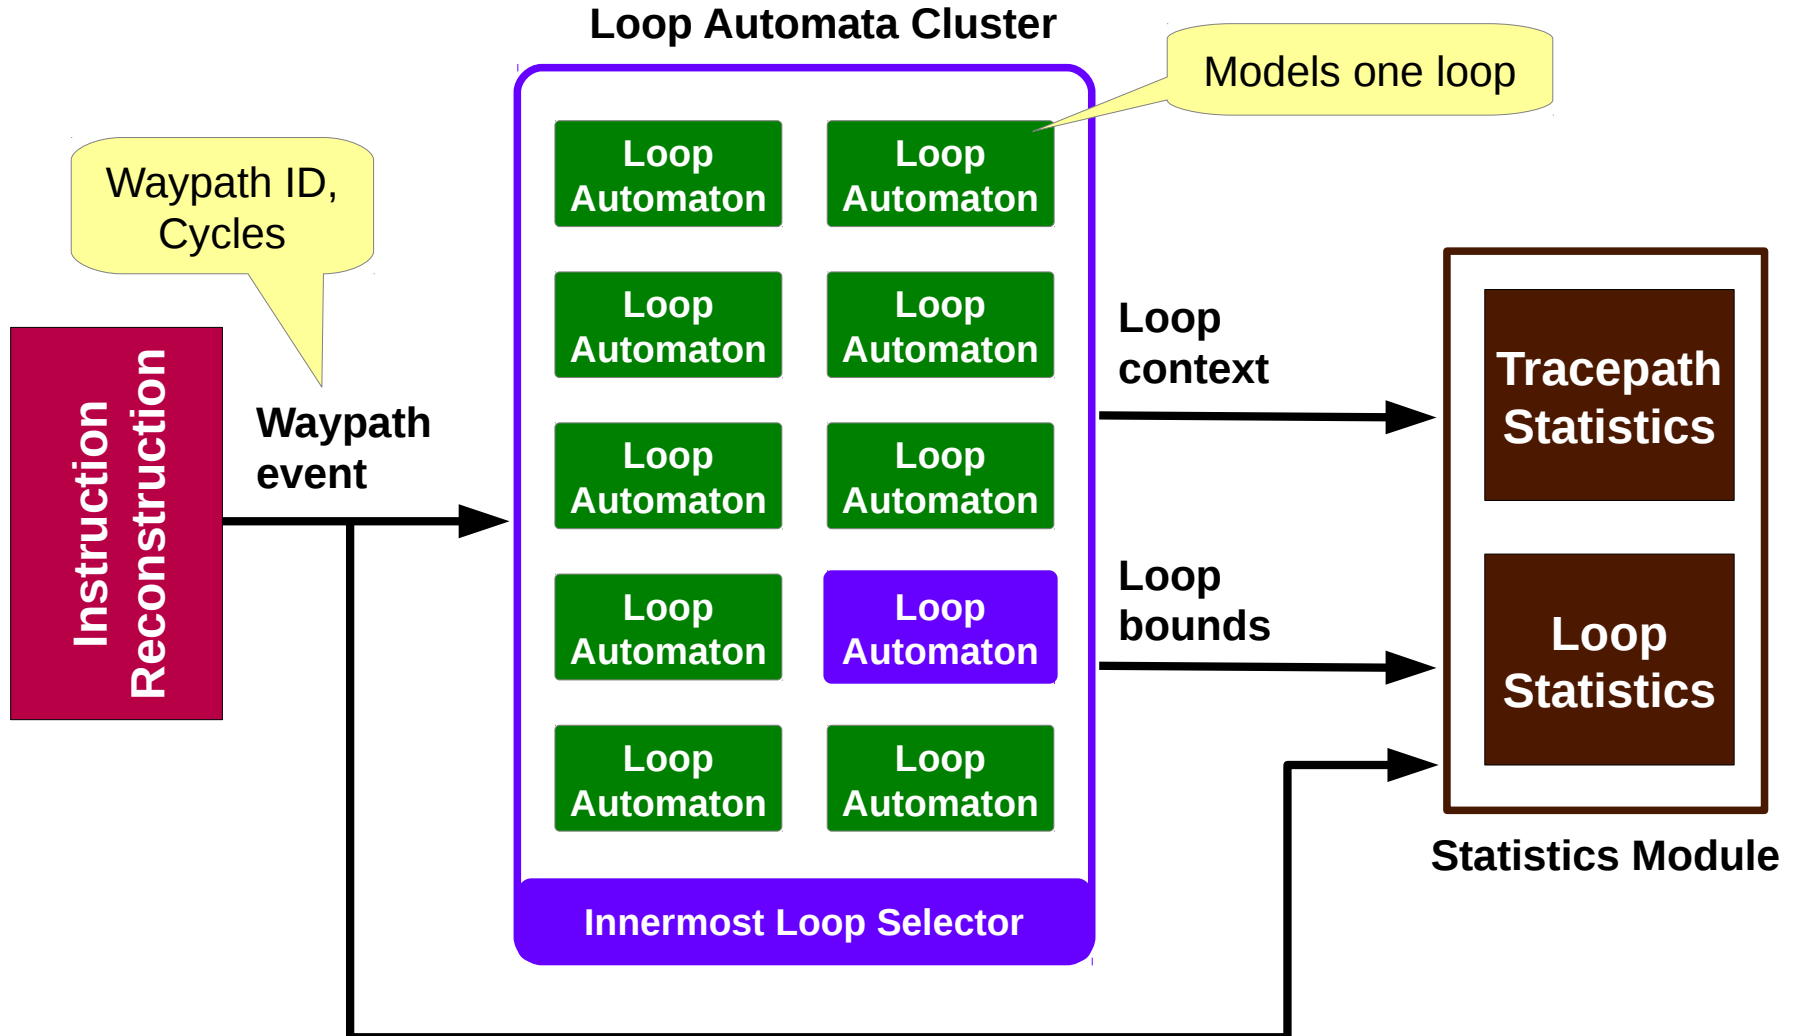 Loop Automata Cluster
Models one loop
Waypath ID,
Cycles
Instruction
Reconstruction
Waypath
event
Loop
Automaton
Loop
Automaton
Loop
Automaton
Loop
Automaton
Loop
Automaton
Loop
Automaton
Loop
Automaton
Loop
Automaton
Loop
Automaton
Loop
Automaton
Innermost Loop Selector
Loop
context
Loop
bounds
Tracepath
Statistics
Loop
Statistics
Statistics Module